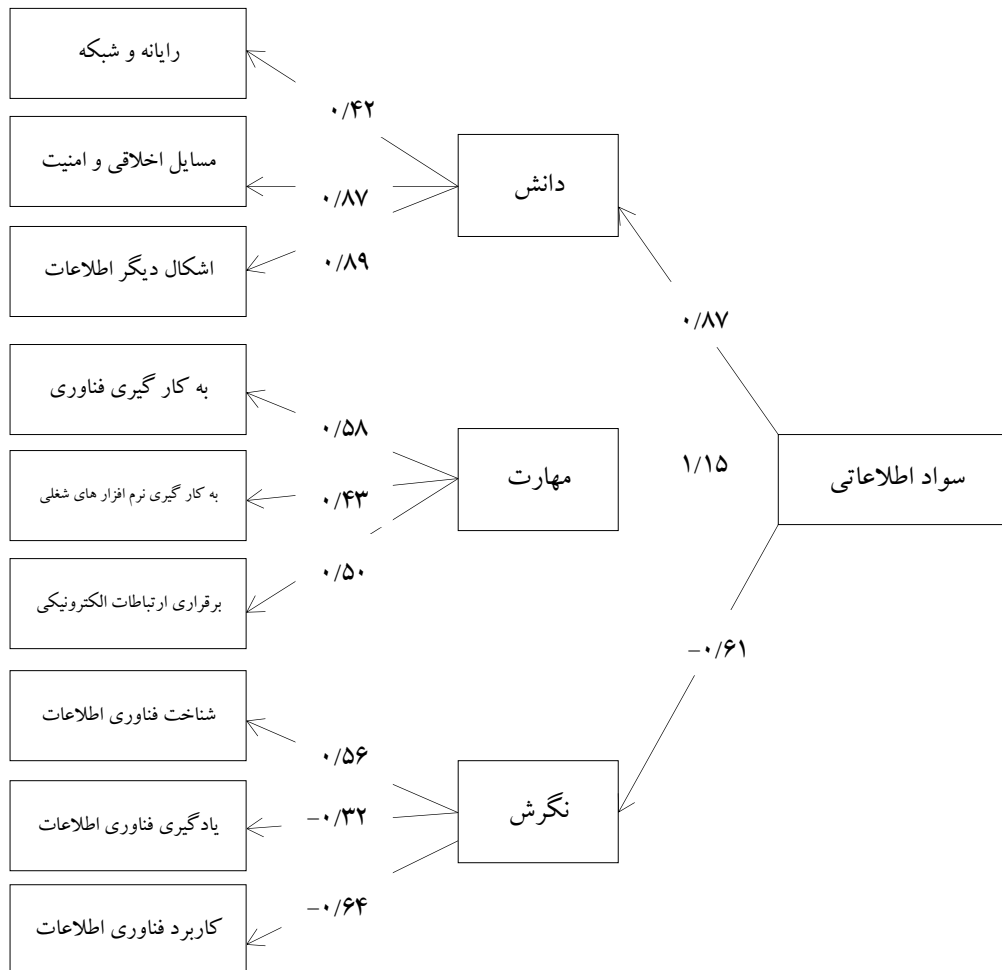 رایانه و شبکه
۰/۴۲
مسایل اخلاقی و امنیت
دانش
۰/۸۷
اشکال دیگر اطلاعات
۰/۸۹
۰/۸۷
به کار گیری فناوری
۰/۵۸
مهارت
۱/۱۵
سواد اطلاعاتی
به کار گیری نرم افزار های شغلی
۰/۴۳
۰/۵۰
برقراری ارتباطات الکترونیکی
−۰/۶۱
شناخت فناوری اطلاعات
۰/۵۶
نگرش
یادگیری فناوری اطلاعات
−۰/۳۲
−۰/۶۴
کاربرد فناوری اطلاعات